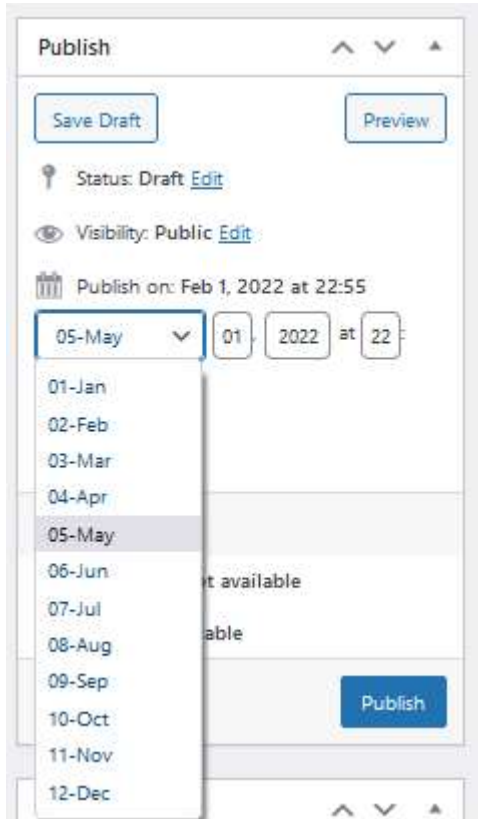 Publish
Save Draft Preview
Status: Draft Edit
Visibility: Public Edit
Publish on: Feb 1, 2022 at 22:55
05-May 01, 2022 at 22:
01-Jan
02-Feb
03-Mar
04-Apr
05-May
06-Jun
available
07-Jul
able
08-Aug
09-Sep
Publish
10-Oct
11-Nov
12-Dec